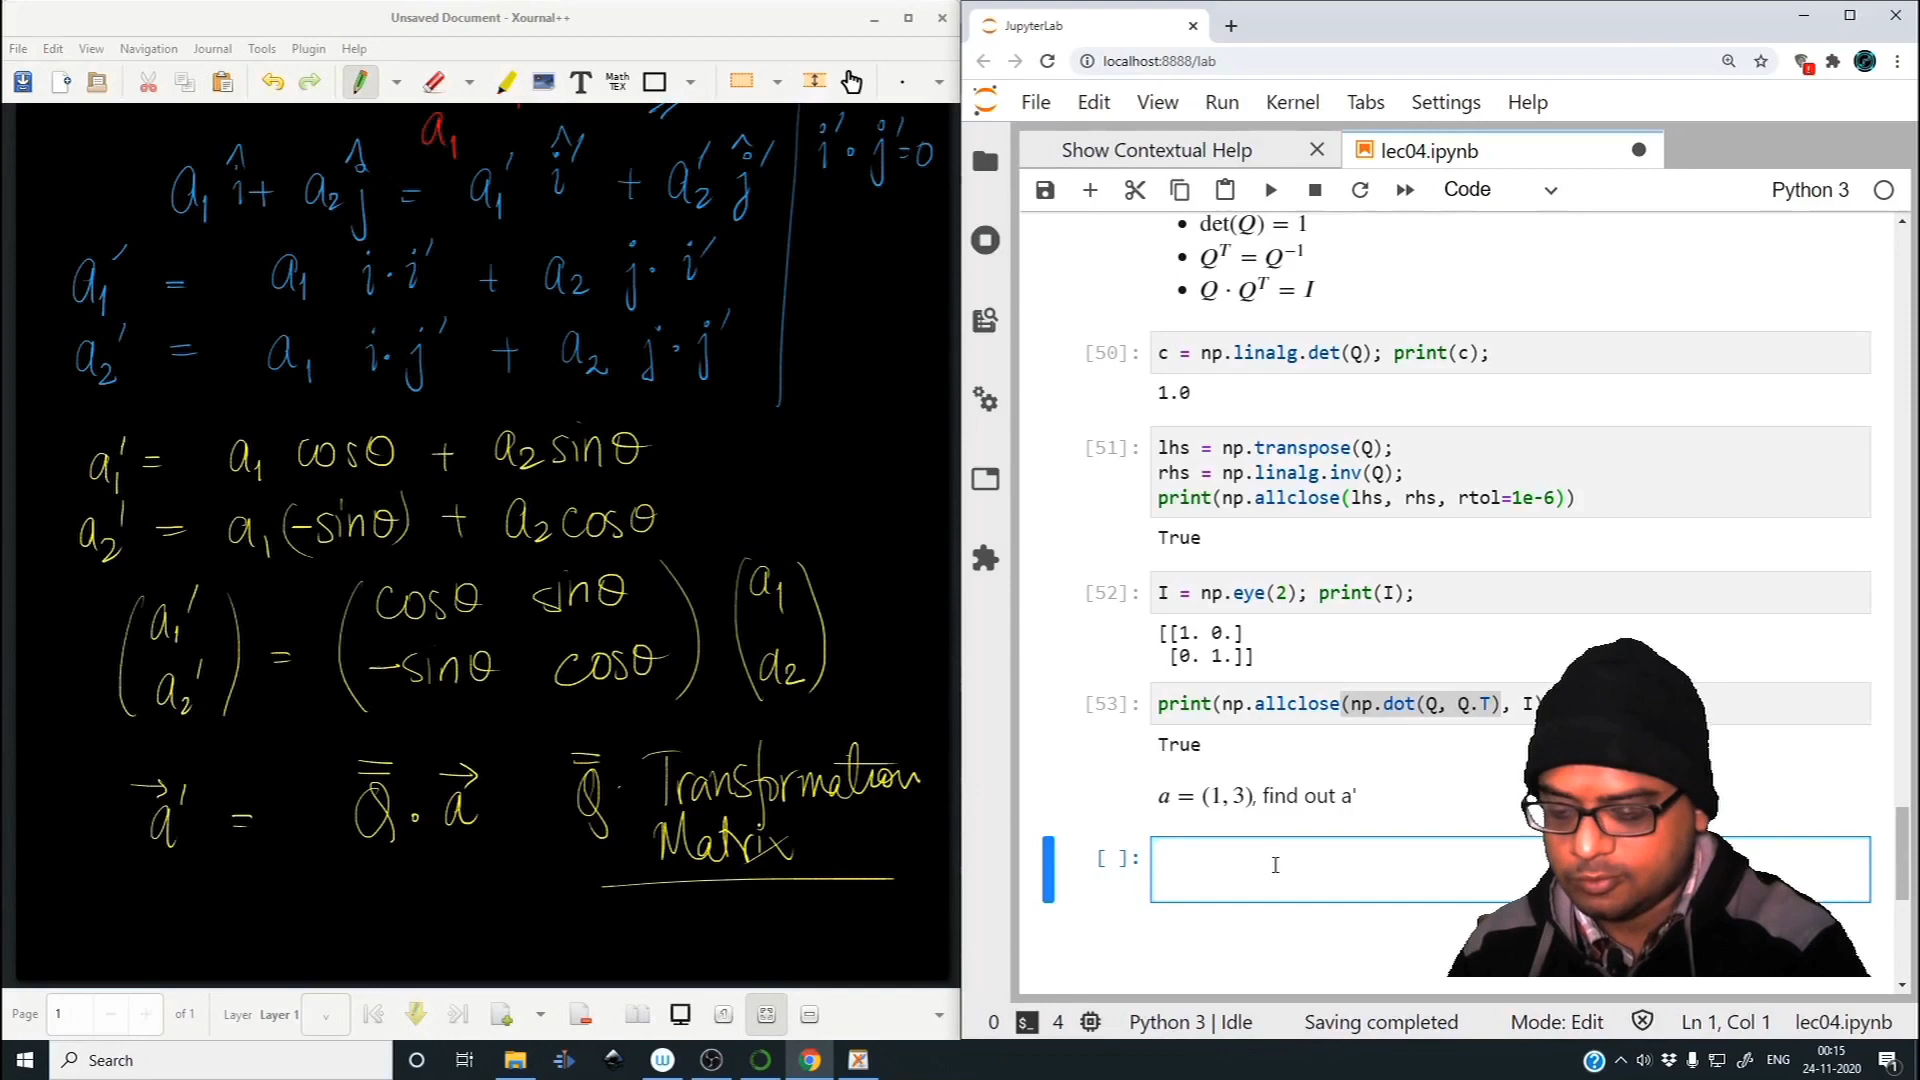 Unsaved Document - Xournal++
File Edit View Navigation Journal Tools Plugin Help
Math TEX
a₁
a₁ î + a₂ ĵ = a₁' î' + a₂' ĵ'
i' · j' = 0
a₁' = a₁ i · i' + a₂ j · i'
a₂' = a₁ i · j' + a₂ j · j'
a₁' = a₁ cosθ + a₂ sinθ
a₂' = a₁ (-sinθ) + a₂ cosθ
(a₁' = (cosθ sinθ (a₁
a₂') -sinθ cosθ) a₂)
a' = Q · a Q · Transformation
Matrix
Page 1 of 1 Layer Layer 1
JupyterLab
localhost:8888/lab
File Edit View Run Kernel Tabs Settings Help
Show Contextual Help
lec04.ipynb
Code
Python 3
• det(Q) = 1
• Qᵀ = Q⁻¹
• Q · Qᵀ = I
[50]: c = np.linalg.det(Q); print(c);
1.0
[51]: lhs = np.transpose(Q);
rhs = np.linalg.inv(Q);
print(np.allclose(lhs, rhs, rtol=1e-6))
True
[52]: I = np.eye(2); print(I);
[[1. 0.]
[0. 1.]]
[53]: print(np.allclose(np.dot(Q, Q.T), I)
True
a = (1, 3), find out a'
[ ]:
0 4 Python 3 | Idle Saving completed Mode: Edit Ln 1, Col 1 lec04.ipynb
Search
ENG
00:15
24-11-2020
1